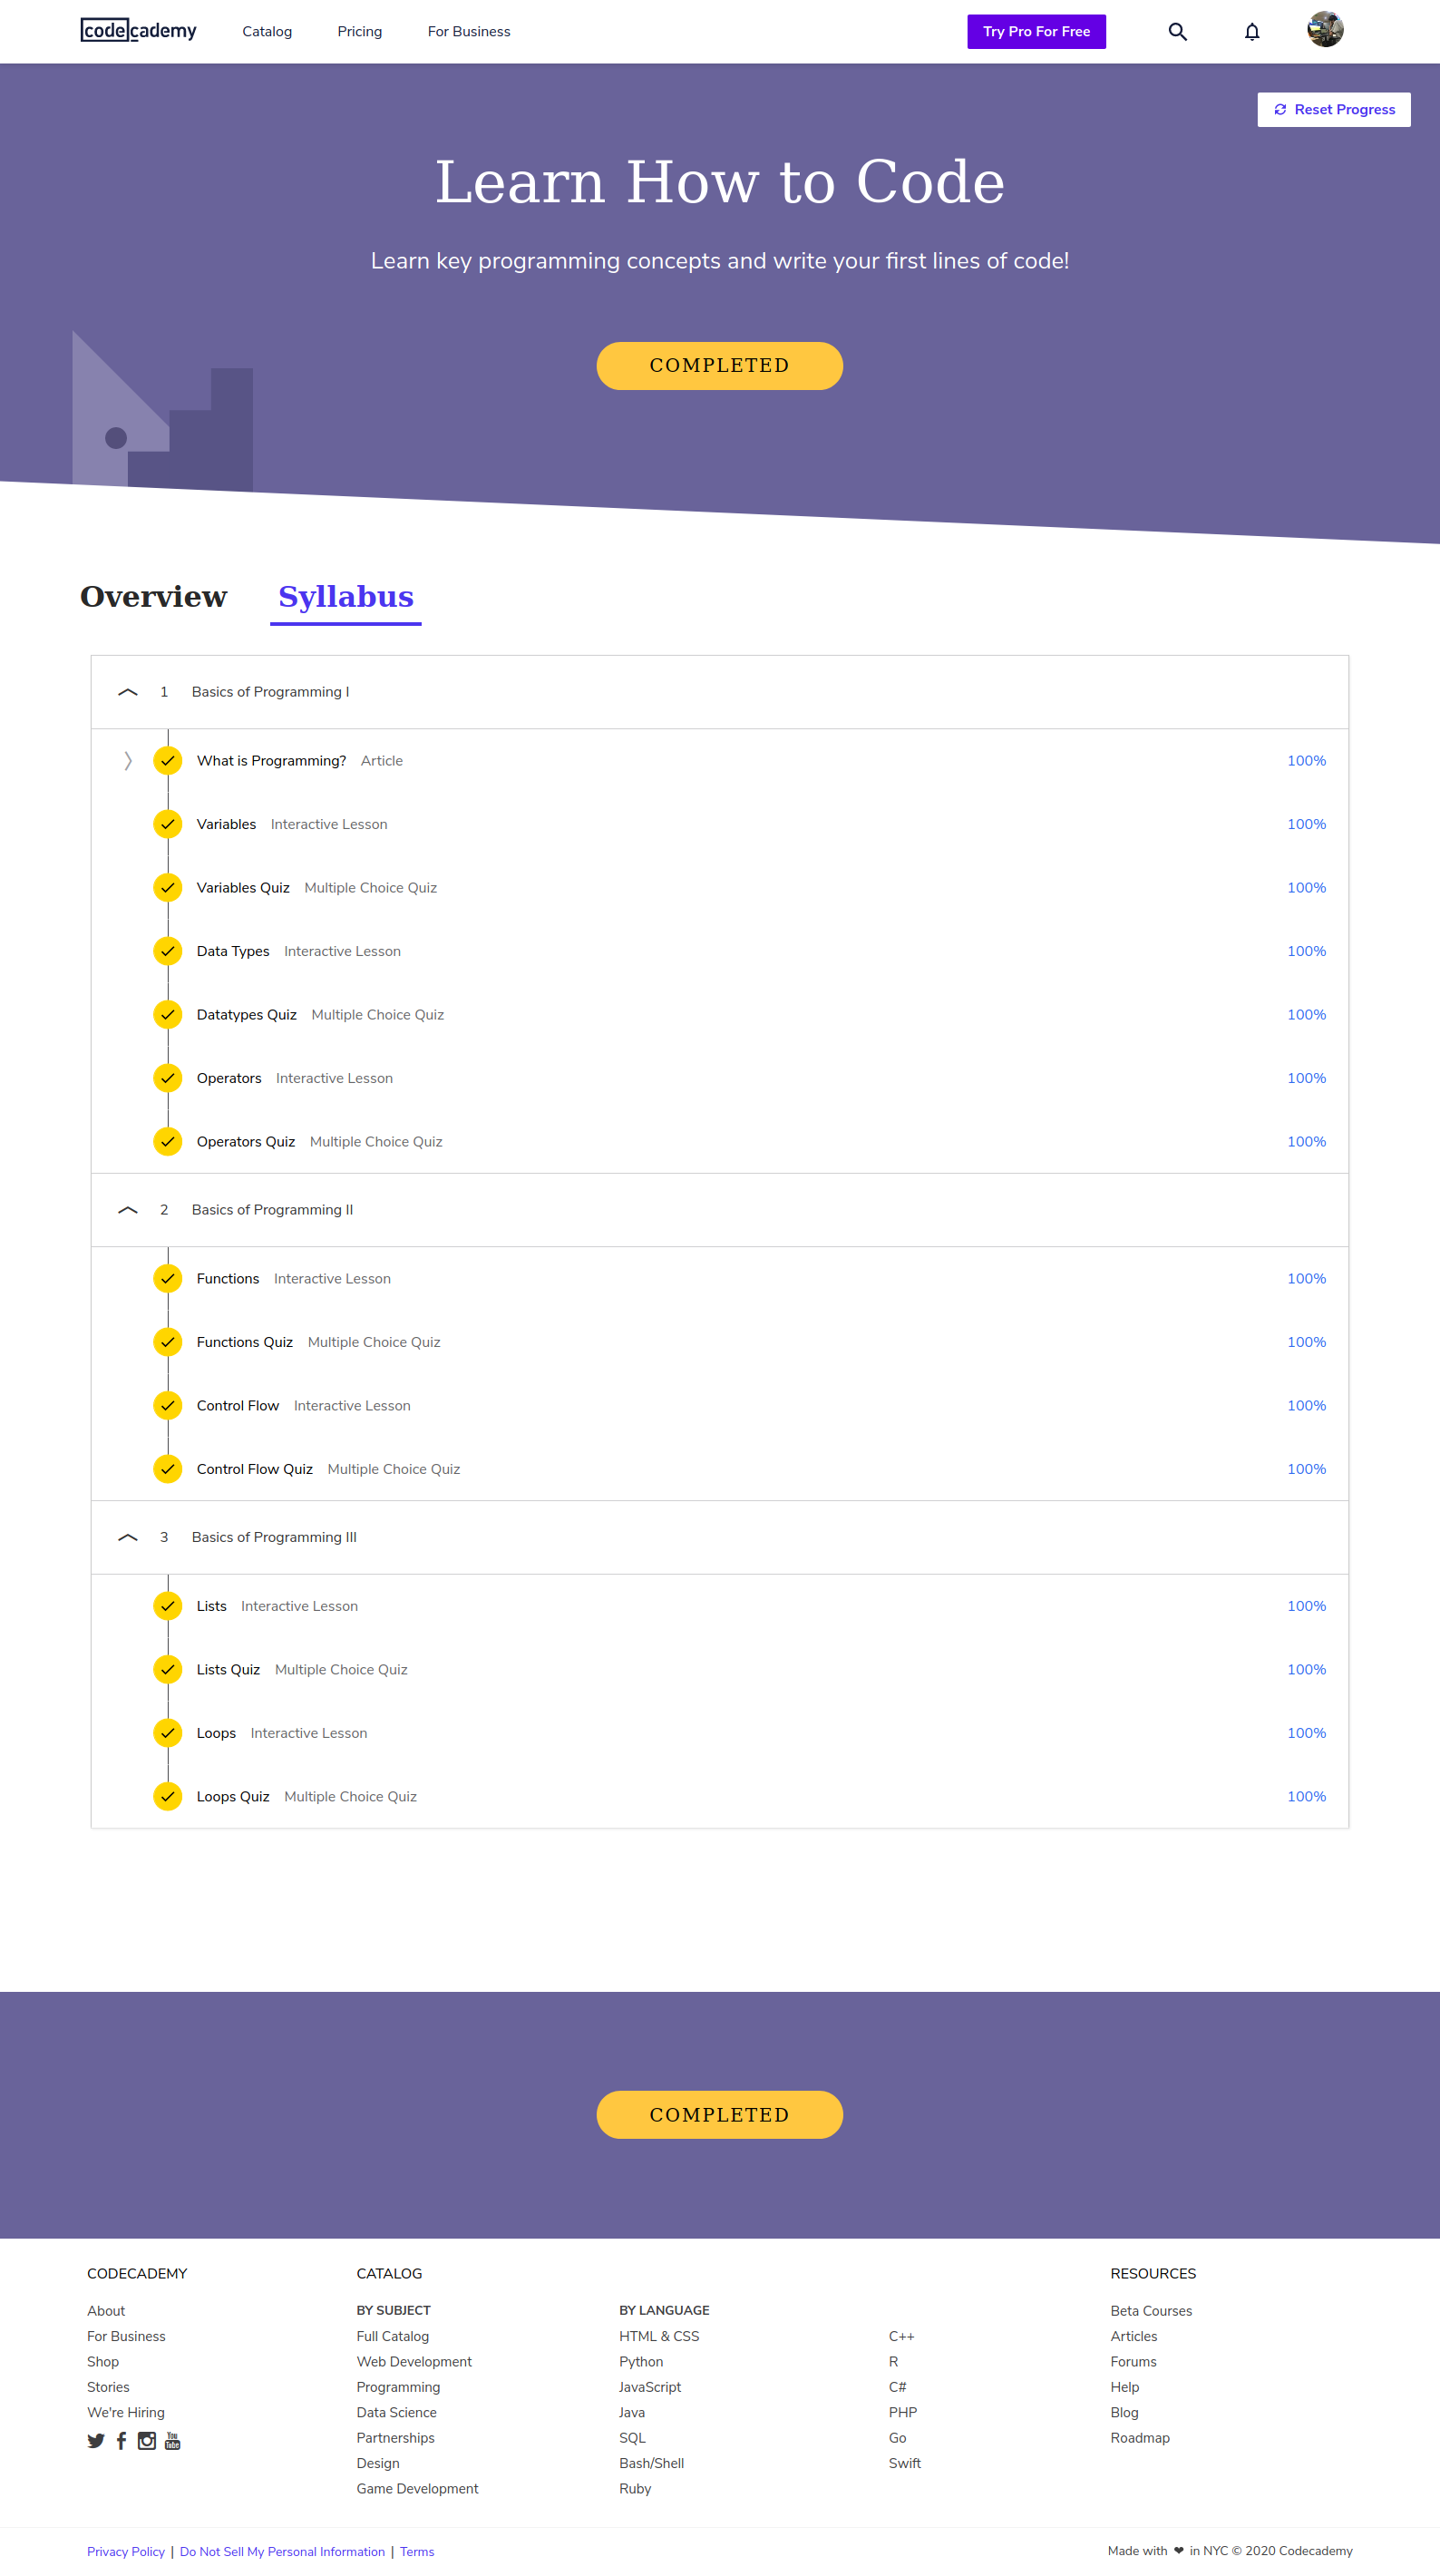 codecademy Catalog Pricing For Business Try Pro For Free
Reset Progress
Learn How to Code
Learn key programming concepts and write your first lines of code!
COMPLETED
Overview Syllabus
1 Basics of Programming I
What is Programming? Article 100%
Variables Interactive Lesson 100%
Variables Quiz Multiple Choice Quiz 100%
Data Types Interactive Lesson 100%
Datatypes Quiz Multiple Choice Quiz 100%
Operators Interactive Lesson 100%
Operators Quiz Multiple Choice Quiz 100%
2 Basics of Programming II
Functions Interactive Lesson 100%
Functions Quiz Multiple Choice Quiz 100%
Control Flow Interactive Lesson 100%
Control Flow Quiz Multiple Choice Quiz 100%
3 Basics of Programming III
Lists Interactive Lesson 100%
Lists Quiz Multiple Choice Quiz 100%
Loops Interactive Lesson 100%
Loops Quiz Multiple Choice Quiz 100%
COMPLETED
CODECADEMY
About
For Business
Shop
Stories
We're Hiring
You Tube
CATALOG
BY SUBJECT
Full Catalog
Web Development
Programming
Data Science
Partnerships
Design
Game Development
BY LANGUAGE
HTML & CSS
Python
JavaScript
Java
SQL
Bash/Shell
Ruby
C++
R
C#
PHP
Go
Swift
RESOURCES
Beta Courses
Articles
Forums
Help
Blog
Roadmap
Privacy Policy | Do Not Sell My Personal Information | Terms
Made with ❤ in NYC © 2020 Codecademy